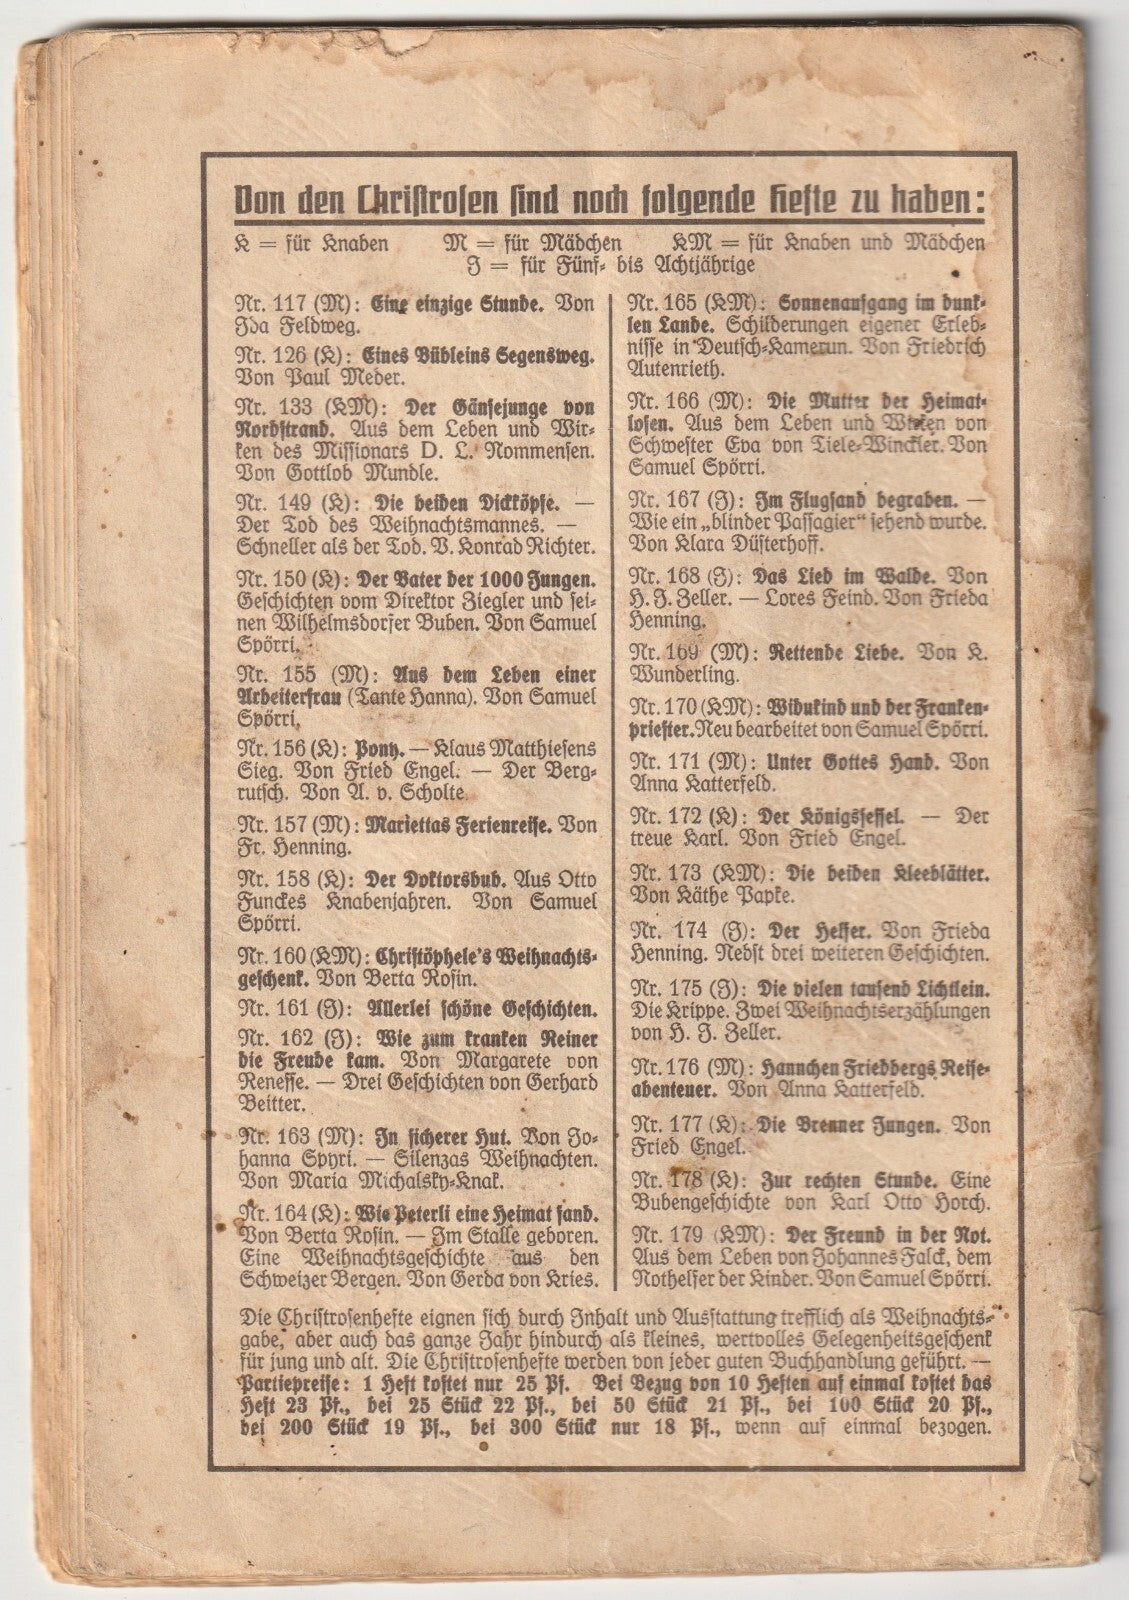 Von den Christrosen sind noch folgende Hefte zu haben:
K = für Knaben M = für Mädchen KM = für Knaben und Mädchen
J = für Fünf- bis Achtjährige
Nr. 117 (M): Eine einzige Stunde. Von
Ida Feldweg.
Nr. 126 (K): Eines Bübleins Segensweg.
Von Paul Meder.
Nr. 133 (KM): Der Gänsejunge von
Nordstrand. Aus dem Leben und Wir-
ken des Missionars D. L. Nommensen.
Von Gottlob Mundle.
Nr. 149 (K): Die beiden Dickköpfe. —
Der Tod des Weihnachtsmannes. —
Schneller als der Tod. V. Konrad Richter.
Nr. 150 (K): Der Vater der 1000 Jungen.
Geschichten vom Direktor Ziegler und sei-
nen Wilhelmsdorfer Buben. Von Samuel
Spörri.
Nr. 155 (M): Aus dem Leben einer
Arbeiterfrau (Tante Hanna). Von Samuel
Spörri.
Nr. 156 (K): Pony. — Klaus Matthiesens
Sieg. Von Fried Engel. — Der Berg-
rutsch. Von A. v. Scholte.
Nr. 157 (M): Mariettas Ferienreise. Von
Fr. Henning.
Nr. 158 (K): Der Doktorsbub. Aus Otto
Funckes Knabenjahren. Von Samuel
Spörri.
Nr. 160 (KM): Christöphele's Weihnachts-
geschenk. Von Berta Rosin.
Nr. 161 (J): Allerlei schöne Geschichten.
Nr. 162 (J): Wie zum kranken Reiner
die Freude kam. Von Margarete von
Renesse. — Drei Geschichten von Gerhard
Beitter.
Nr. 163 (M): In sicherer Hut. Von Jo-
hanna Spyri. — Silenzas Weihnachten.
Von Maria Michalsky-Knak.
Nr. 164 (K): Wie Peterli eine Heimat fand.
Von Berta Rosin. — Im Stalle geboren.
Eine Weihnachtsgeschichte aus den
Schweizer Bergen. Von Gerda von Kries.
Nr. 165 (KM): Sonnenaufgang im dunk-
len Lande. Schilderungen eigener Erleb-
nisse in Deutsch-Kamerun. Von Friedrich
Autenrieth.
Nr. 166 (M): Die Mutter der Heimat-
losen. Aus dem Leben und Wirken von
Schwester Eva von Tiele-Winckler. Von
Samuel Spörri.
Nr. 167 (J): Im Flugsand begraben. —
Wie ein „blinder Passagier“ sehend wurde.
Von Klara Düsterhoff.
Nr. 168 (J): Das Lied im Walde. Von
H. J. Zeller. — Lores Feind. Von Frieda
Henning.
Nr. 169 (M): Rettende Liebe. Von K.
Wunderling.
Nr. 170 (KM): Widukind und der Franken-
priester. Neu bearbeitet von Samuel Spörri.
Nr. 171 (M): Unter Gottes Hand. Von
Anna Katterfeld.
Nr. 172 (K): Der Königssessel. — Der
treue Karl. Von Fried Engel.
Nr. 173 (KM): Die beiden Kleeblätter.
Von Käthe Papke.
Nr. 174 (J): Der Helfer. Von Frieda
Henning. Nebst drei weiteren Geschichten.
Nr. 175 (J): Die vielen tausend Lichtlein.
Die Krippe. Zwei Weihnachtserzählungen
von H. J. Zeller.
Nr. 176 (M): Hannchen Friedbergs Reise-
abenteuer. Von Anna Katterfeld.
Nr. 177 (K): Die Brenner Jungen. Von
Fried Engel.
Nr. 178 (K): Zur rechten Stunde. Eine
Bubengeschichte von Karl Otto Horch.
Nr. 179 (KM): Der Freund in der Not.
Aus dem Leben von Johannes Falck, dem
Nothelfer der Kinder. Von Samuel Spörri.
Die Christrosenhefte eignen sich durch Inhalt und Ausstattung trefflich als Weihnachts-
gabe, aber auch das ganze Jahr hindurch als kleines, wertvolles Gelegenheitsgeschenk
für jung und alt. Die Christrosenhefte werden von jeder guten Buchhandlung geführt. —
Partiepreise: 1 Heft kostet nur 25 Pf. Bei Bezug von 10 Heften auf einmal kostet das
Heft 23 Pf., bei 25 Stück 22 Pf., bei 50 Stück 21 Pf., bei 100 Stück 20 Pf.,
bei 200 Stück 19 Pf., bei 300 Stück nur 18 Pf., wenn auf einmal bezogen.